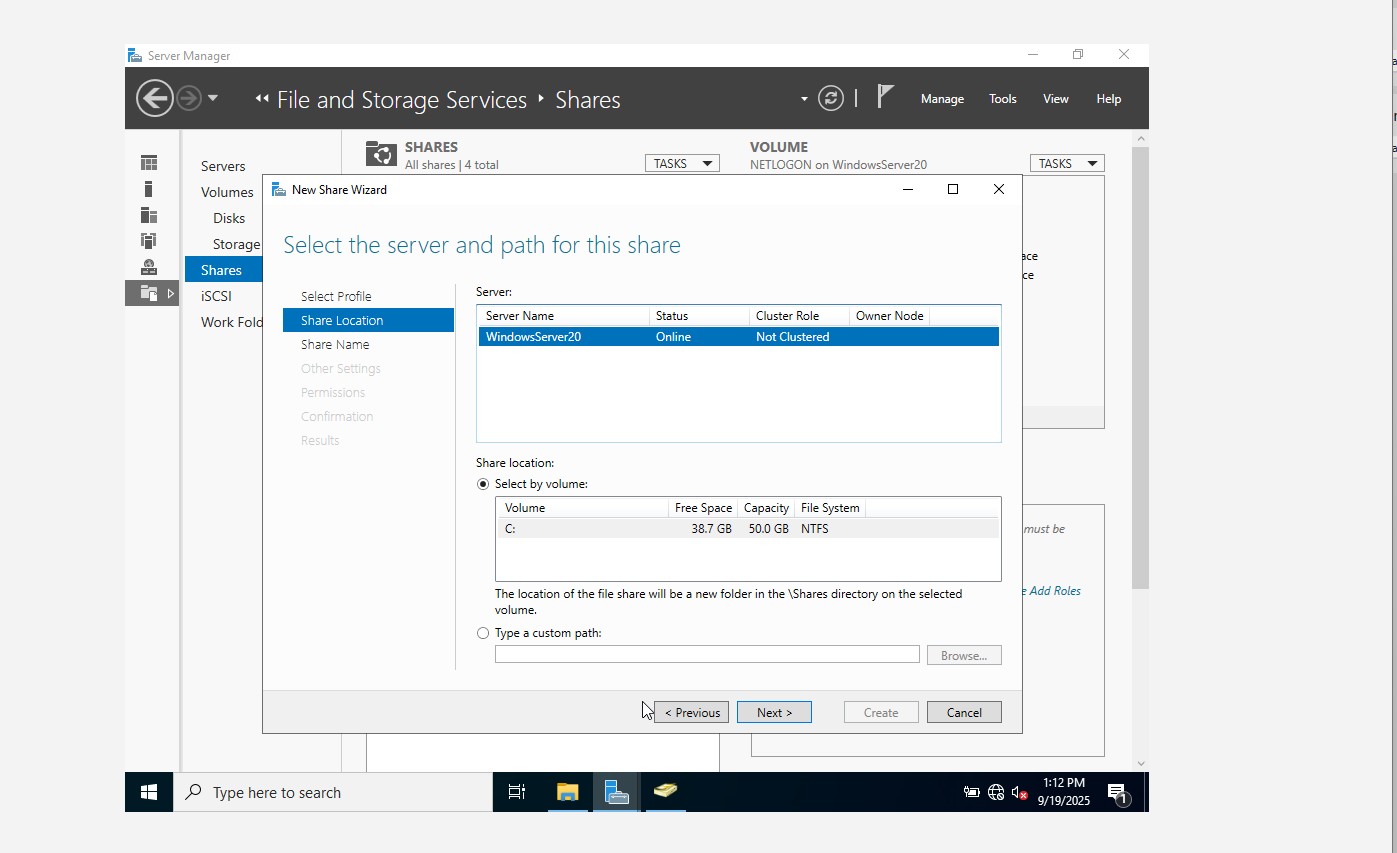 Server Manager
File and Storage Services
Shares
Manage
Tools
View
Help
SHARES
All shares | 4 total
TASKS
VOLUME
NETLOGON on WindowsServer20
TASKS
Servers
Volumes
Disks
Storage
Shares
iSCSI
Work Fold
New Share Wizard
Select the server and path for this share
Select Profile
Share Location
Share Name
Other Settings
Permissions
Confirmation
Results
Server:
Server Name Status Cluster Role Owner Node
WindowsServer20 Online Not Clustered
Share location:
Select by volume:
Volume Free Space Capacity File System
C: 38.7 GB 50.0 GB NTFS
The location of the file share will be a new folder in the \Shares directory on the selected
volume.
Type a custom path:
Browse...
< Previous
Next >
Create
Cancel
ace
ce
must be
e Add Roles
Type here to search
1:12 PM
9/19/2025
1